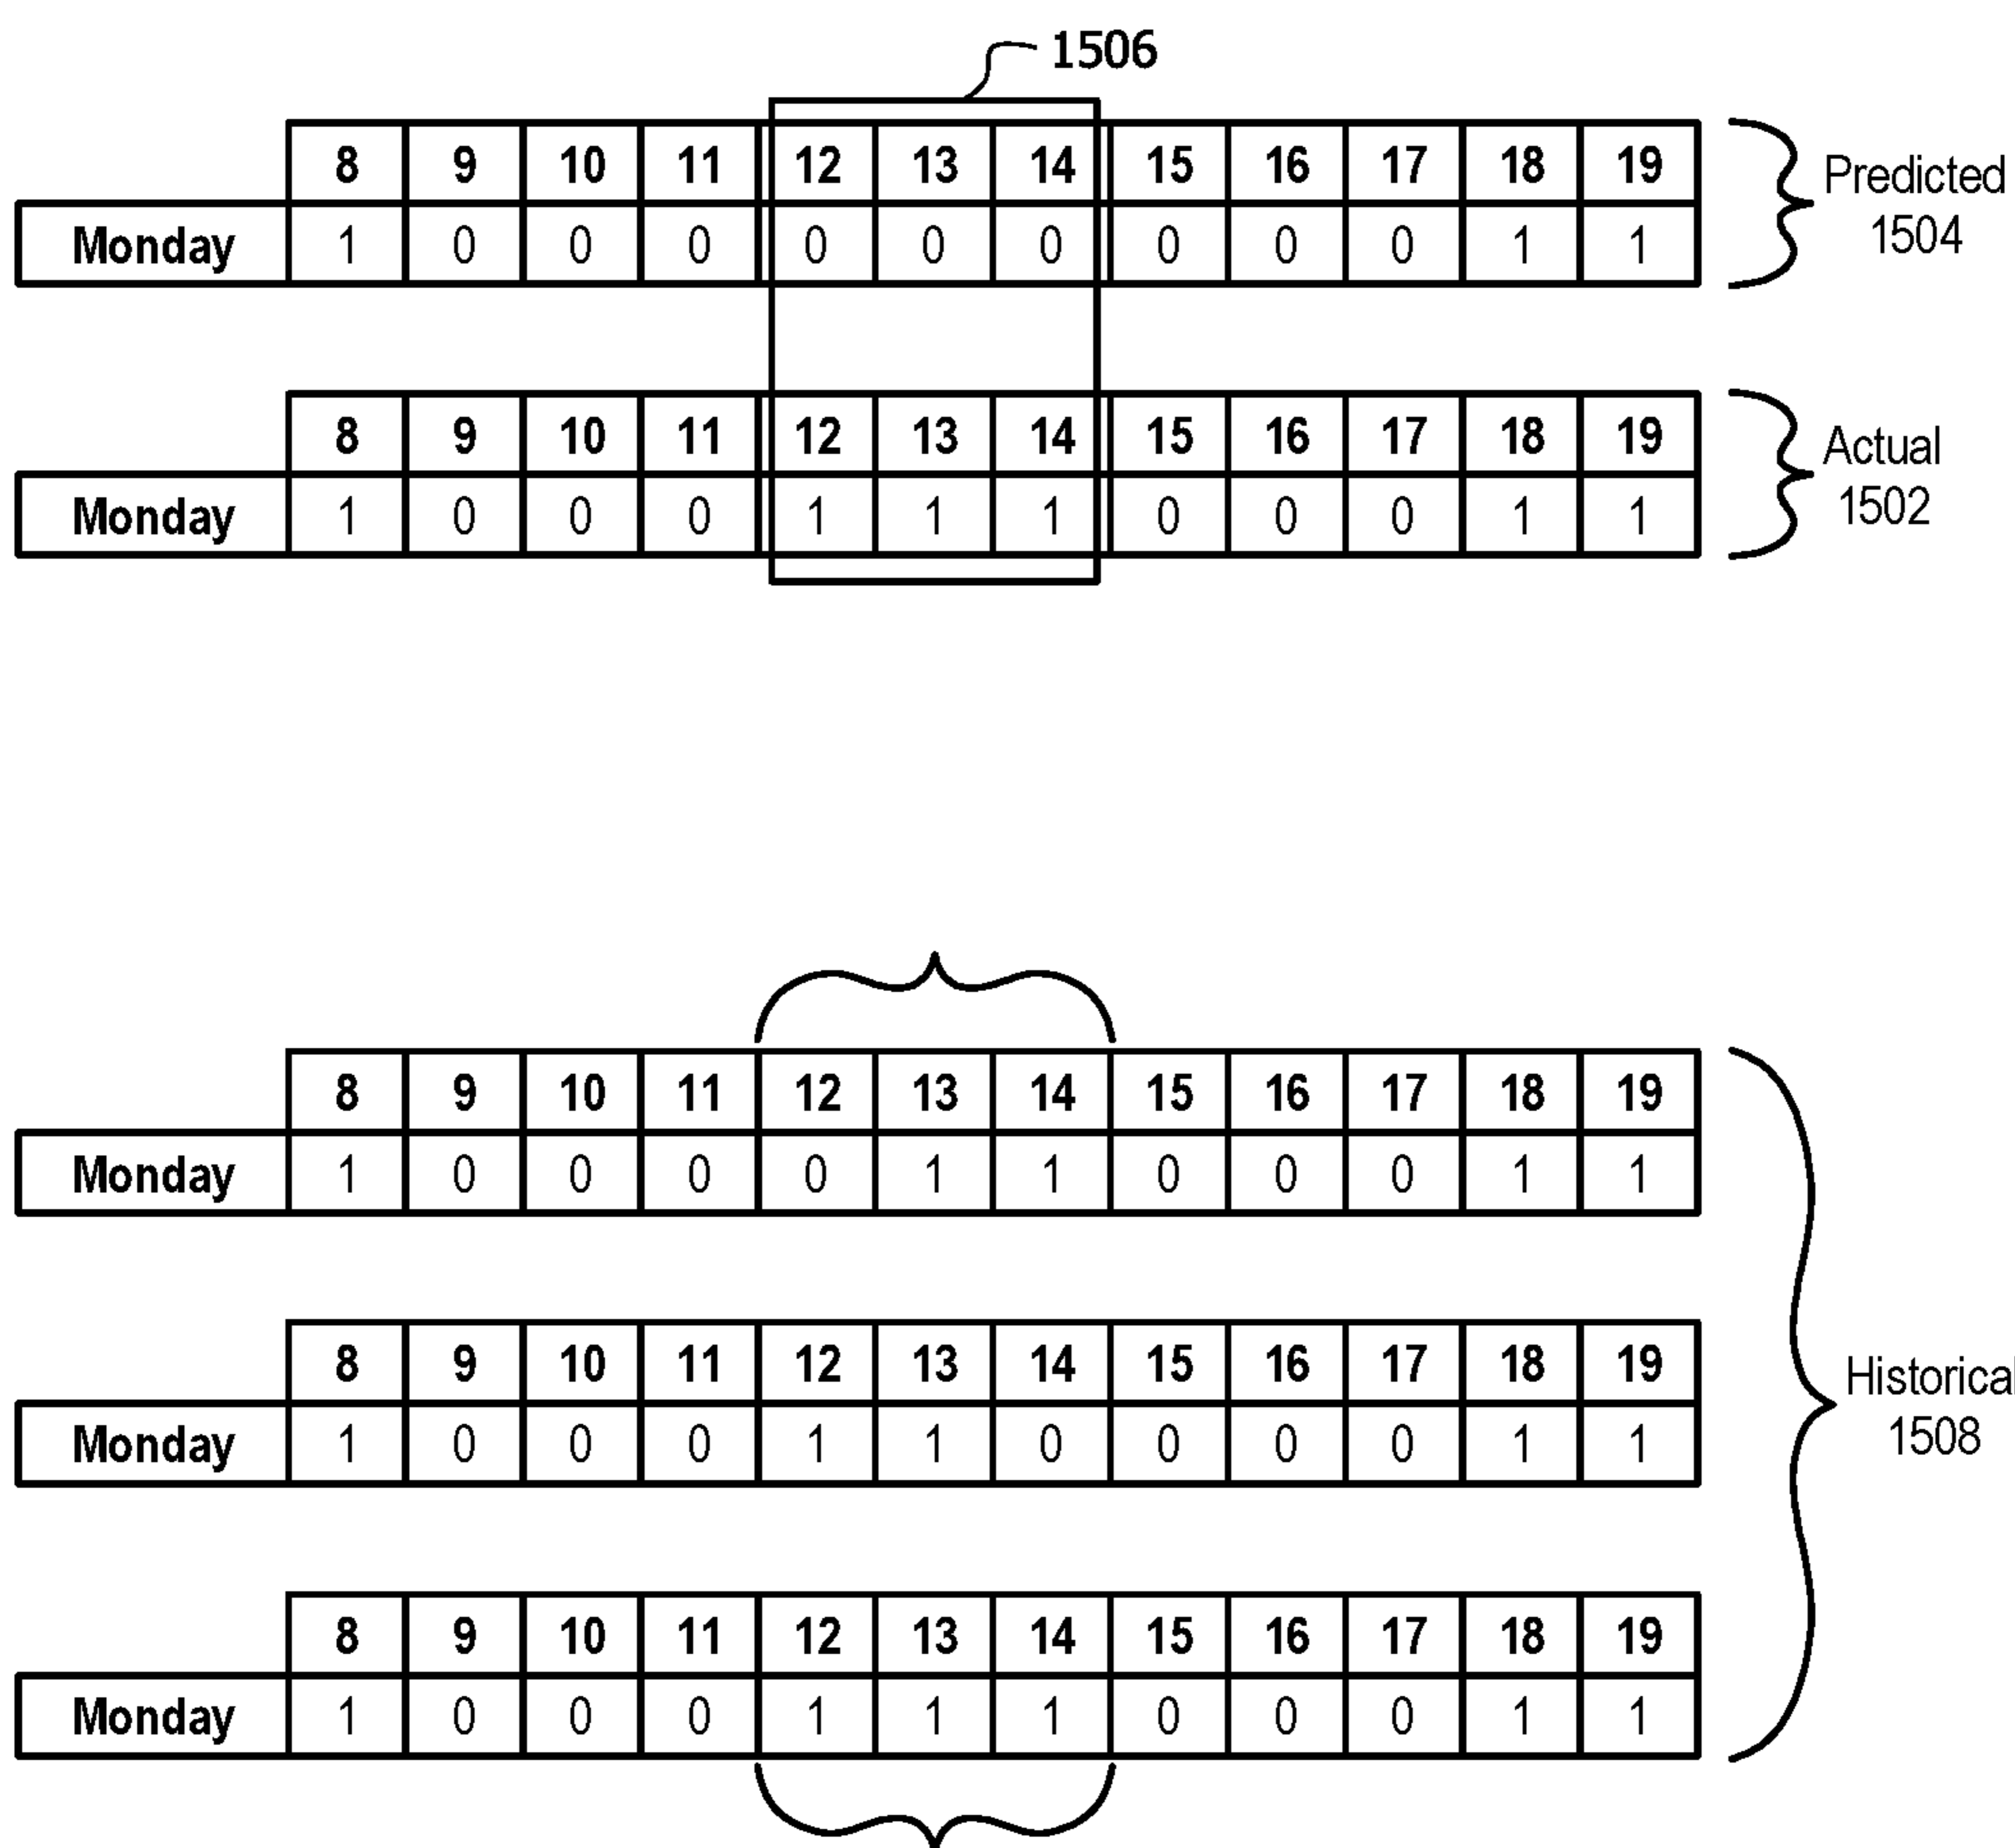 1506
8 9 10 11 12 13 14 15 16 17 18 19
Monday 1 0 0 0 0 0 0 0 0 0 1 1
Predicted
1504
8 9 10 11 12 13 14 15 16 17 18 19
Monday 1 0 0 0 1 1 1 0 0 0 1 1
Actual
1502
8 9 10 11 12 13 14 15 16 17 18 19
Monday 1 0 0 0 0 1 1 0 0 0 1 1
8 9 10 11 12 13 14 15 16 17 18 19
Monday 1 0 0 0 1 1 0 0 0 0 1 1
Historical
1508
8 9 10 11 12 13 14 15 16 17 18 19
Monday 1 0 0 0 1 1 1 0 0 0 1 1